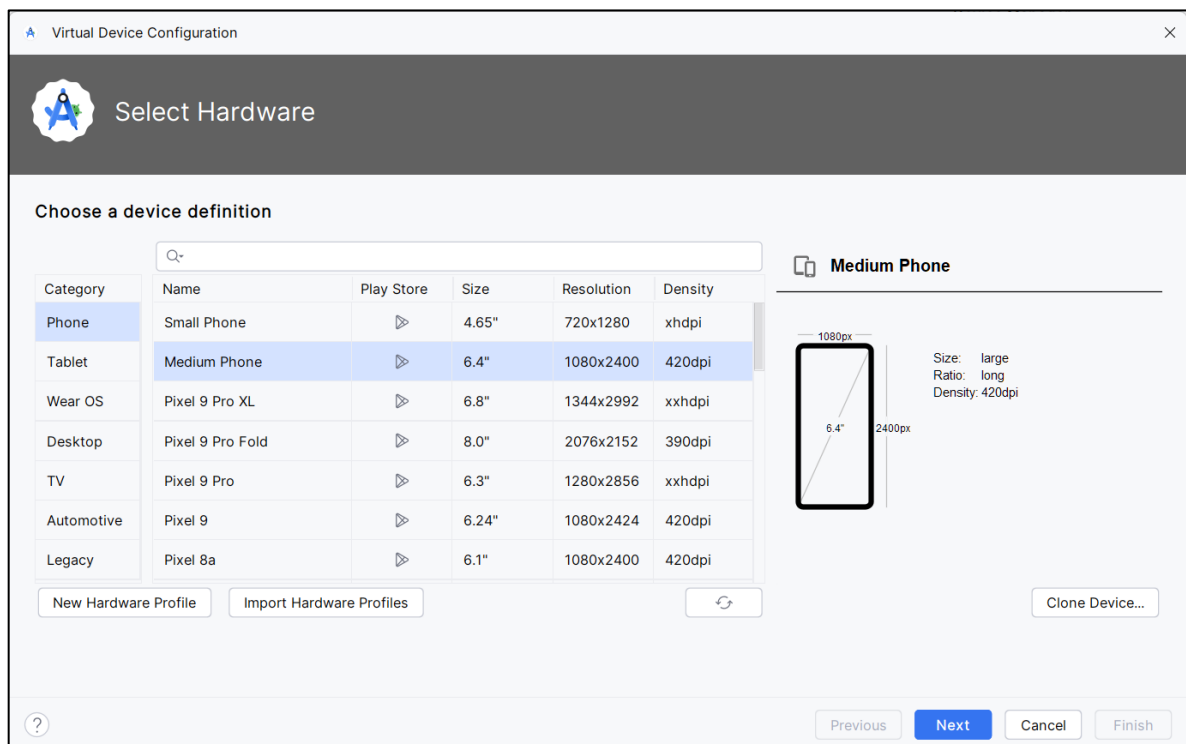 Virtual Device Configuration
Select Hardware
Choose a device definition
Category
Phone
Tablet
Wear OS
Desktop
TV
Automotive
Legacy
Name Play Store Size Resolution Density
Small Phone 4.65" 720x1280 xhdpi
Medium Phone 6.4" 1080x2400 420dpi
Pixel 9 Pro XL 6.8" 1344x2992 xxhdpi
Pixel 9 Pro Fold 8.0" 2076x2152 390dpi
Pixel 9 Pro 6.3" 1280x2856 xxhdpi
Pixel 9 6.24" 1080x2424 420dpi
Pixel 8a 6.1" 1080x2400 420dpi
New Hardware Profile Import Hardware Profiles
Medium Phone
1080px
6.4" 2400px
Size: large
Ratio: long
Density: 420dpi
Clone Device...
? Previous Next Cancel Finish